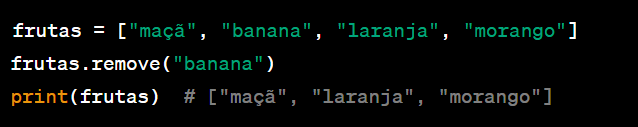 frutas = ["maçã", "banana", "laranja", "morango"]
frutas.remove("banana")
print(frutas)  # ["maçã", "laranja", "morango"]